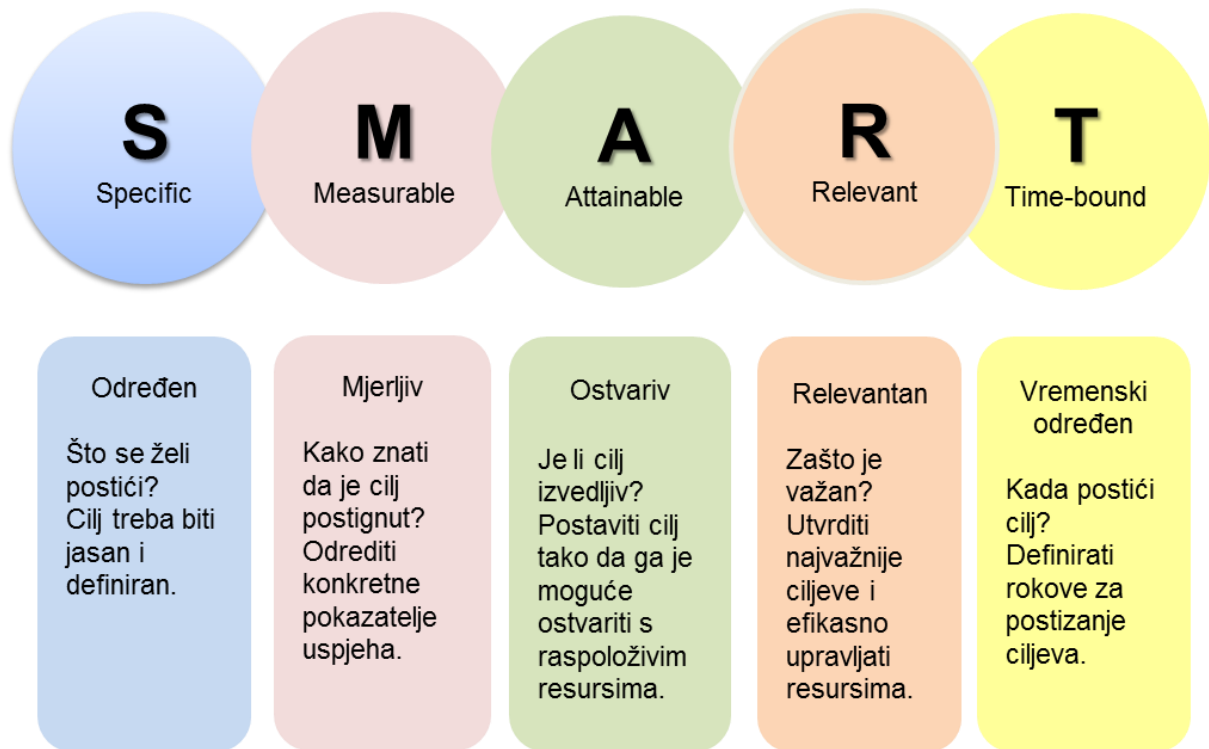 S
Specific
M
Measurable
A
Attainable
R
Relevant
T
Time-bound
Određen
Što se želi
postići?
Cilj treba biti
jasan i
definiran.
Mjerljiv
Kako znati
da je cilj
postignut?
Odrediti
konkretne
pokazatelje
uspjeha.
Ostvariv
Je li cilj
izvedljiv?
Postaviti cilj
tako da ga je
moguće
ostvariti s
raspoloživim
resursima.
Relevantan
Zašto je
važan?
Utvrditi
najvažnije
ciljeve i
efikasno
upravljati
resursima.
Vremenski
određen
Kada postići
cilj?
Definirati
rokove za
postizanje
ciljeva.